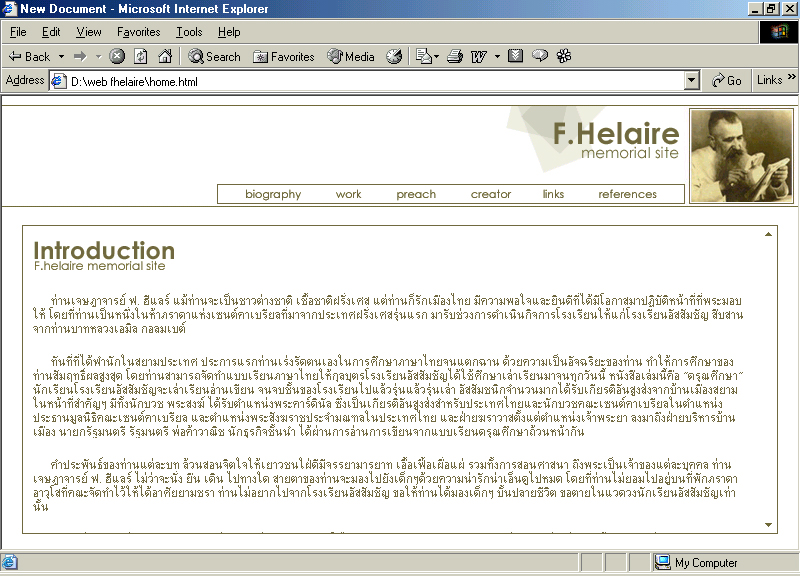 New Document - Microsoft Internet Explorer
File Edit View Favorites Tools Help
Back Search Favorites Media
Address D:\web fhelaire\home.html Go Links
F.Helaire
memorial site
biography work preach creator links references
Introduction
F.helaire memorial site
ท่านเจษฎาจารย์ ฟ. ฮีแลร์ แม้ท่านจะเป็นชาวต่างชาติ เชื้อชาติฝรั่งเศส แต่ท่านก็รักเมืองไทย มีความพอใจและยินดีที่ได้มีโอกาสมาปฎิบัติหน้าที่ที่พระมอบ
ให้ โดยที่ท่านเป็นหนึ่งในห้าภราดาแห่งเซนต์คาเบรียลที่มาจากประเทศฝรั่งเศสรุ่นแรก มารับช่วงการดำเนินกิจการโรงเรียนให้แก่โรงเรียนอัสสัมชัญ สืบสาน
จากท่านบาทหลวงเอมิล กอลมเบต์
ทันทีที่ได้พำนักในสยามประเทศ ประการแรกท่านเร่งรัดตนเองในการศึกษาภาษาไทยจนแตกฉาน ด้วยความเป็นอัจฉริยะของท่าน ทำให้การศึกษาของ
ท่านสัมฤทธิ์ผลสูงสุด โดยท่านสามารถจัดทำแบบเรียนภาษาไทยให้กุลบุตรโรงเรียนอัสสัมชัญได้ใช้ศึกษาเล่าเรียนมาจนทุกวันนี้ หนังสือเล่มนี้คือ "ดรุณศึกษา"
นักเรียนโรงเรียนอัสสัมชัญจะเล่าเรียนอ่านเขียน จนจบชั้นของโรงเรียนไปแล้วรุ่นแล้วรุ่นเล่า อัสสัมชนิกจำนวนมากได้รับเกียรติอันสูงส่งจากบ้านเมืองสยาม
ในหน้าที่สำคัญๆ มีทั้งนักบวช พระสงฆ์ ได้รับตำแหน่งพระคาร์ดินัล ซึ่งเป็นเกียรติอันสูงส่งสำหรับประเทศไทยและนักบวชคณะเซนต์คาเบรียลในตำแหน่ง
ประธานมูลนิธิคณะเซนต์คาเบรียล และตำแหน่งพระสังฆราชประจำมณฑลในประเทศไทย และฝ่ายฆราวาสตั้งแต่ตำแหน่งเจ้าพระยา ลงมาถึงฝ่ายบริหารบ้าน
เมือง นายกรัฐมนตรี รัฐมนตรี พ่อค้าวาณิช นักธุรกิจชั้นนำ ได้ผ่านการอ่านการเขียนจากแบบเรียนดรุณศึกษาถ้วนหน้ากัน
คำประพันธ์ของท่านแต่ละบท ล้วนสอนจิตใจให้เยาวชนใฝ่ดีมีจรรยามารยาท เอื้อเฟื้อเผื่อแผ่ รวมทั้งการสอนศาสนา ถึงพระเป็นเจ้าของแต่ละบุคคล ท่าน
เจษฎาจารย์ ฟ. ฮีแลร์ ไม่ว่าจะนั่ง ยืน เดิน ไปทางใด สายตาของท่านจะมองไปยังเด็กๆด้วยความน่ารักน่าเอ็นดูไปหมด โดยที่ท่านไม่ยอมไปอยู่บนที่พักภราดา
อาวุโสที่คณะจัดทำไว้ให้ได้อาศัยยามชรา ท่านไม่อยากไปจากโรงเรียนอัสสัมชัญ ขอให้ท่านได้มองเด็กๆ บั้นปลายชีวิต ขอตายในแวดวงนักเรียนอัสสัมชัญเท่า
นั้น
My Computer